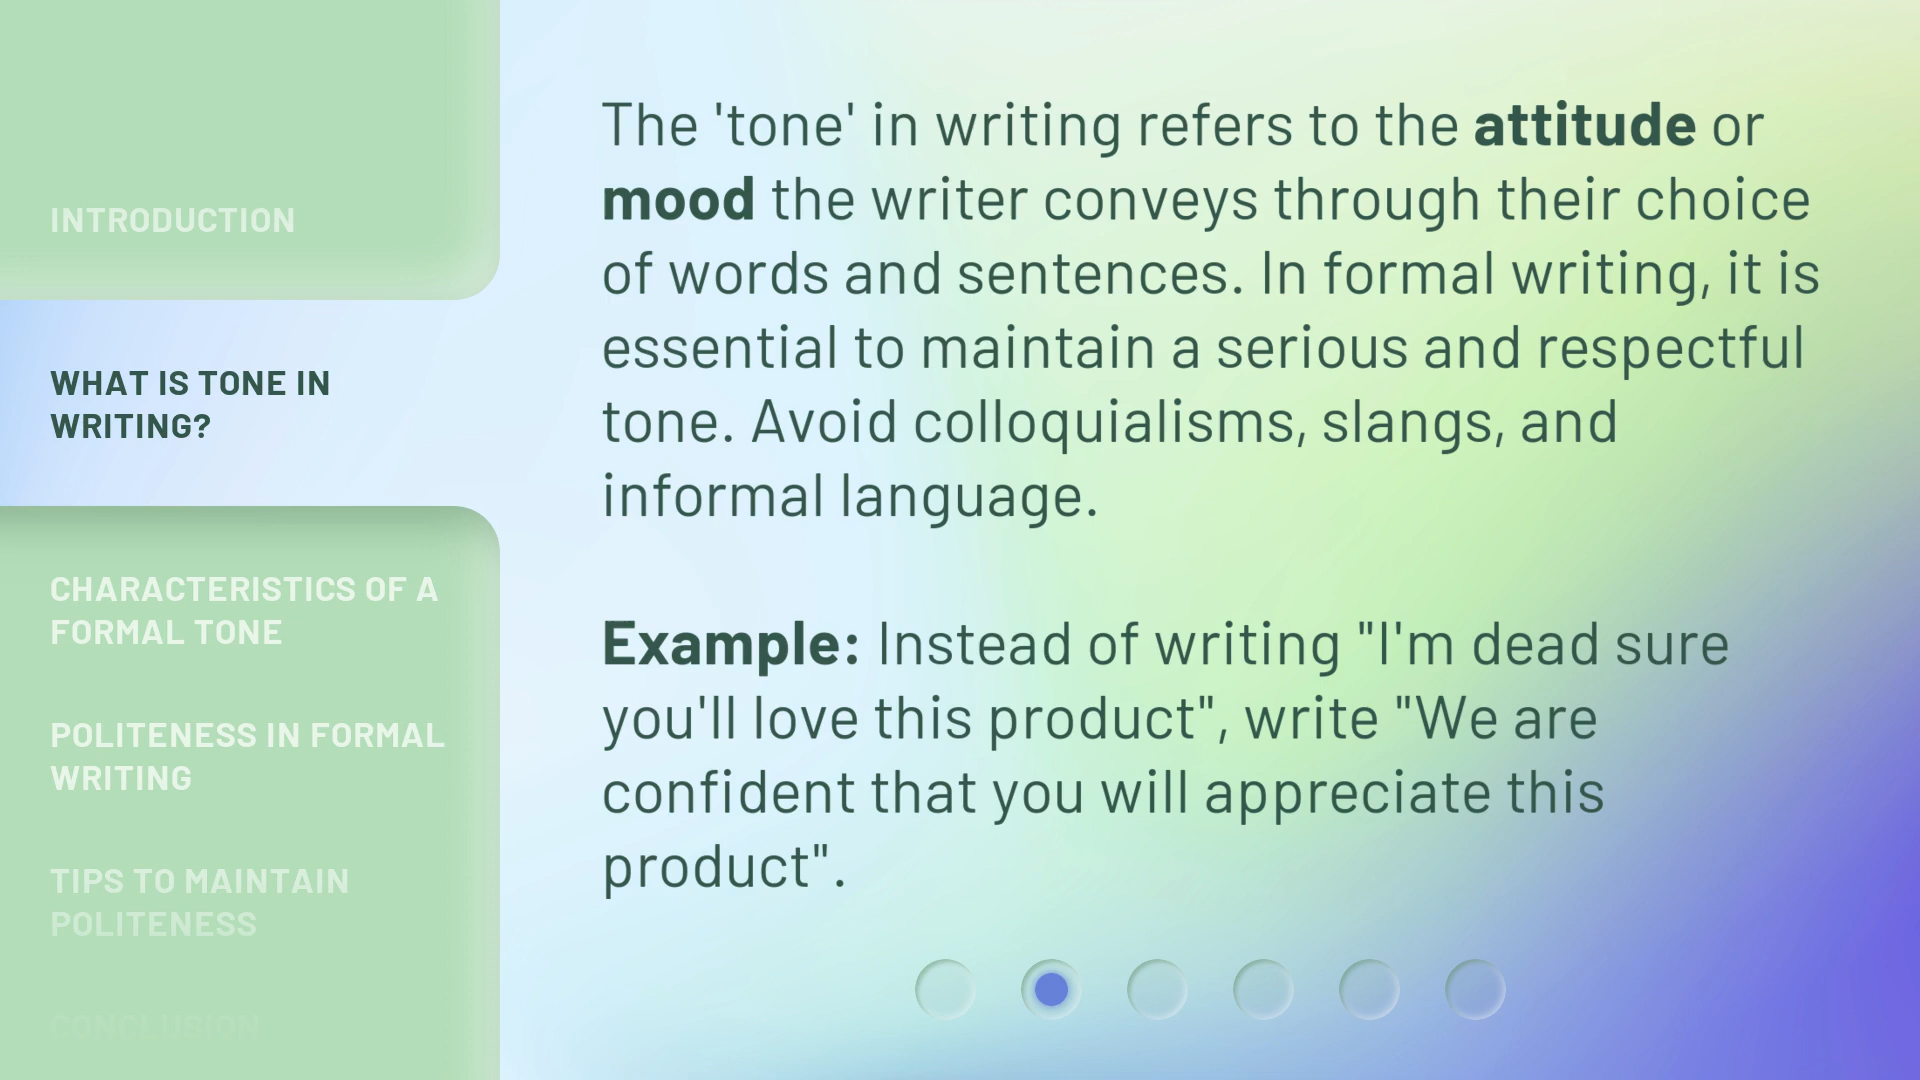 INTRODUCTION
WHAT IS TONE IN
WRITING?
CHARACTERISTICS OF A
FORMAL TONE
POLITENESS IN FORMAL
WRITING
TIPS TO MAINTAIN
POLITENESS
CONCLUSION
The 'tone' in writing refers to the attitude or
mood the writer conveys through their choice
of words and sentences. In formal writing, it is
essential to maintain a serious and respectful
tone. Avoid colloquialisms, slangs, and
informal language.
Example: Instead of writing "I'm dead sure
you'll love this product", write "We are
confident that you will appreciate this
product".